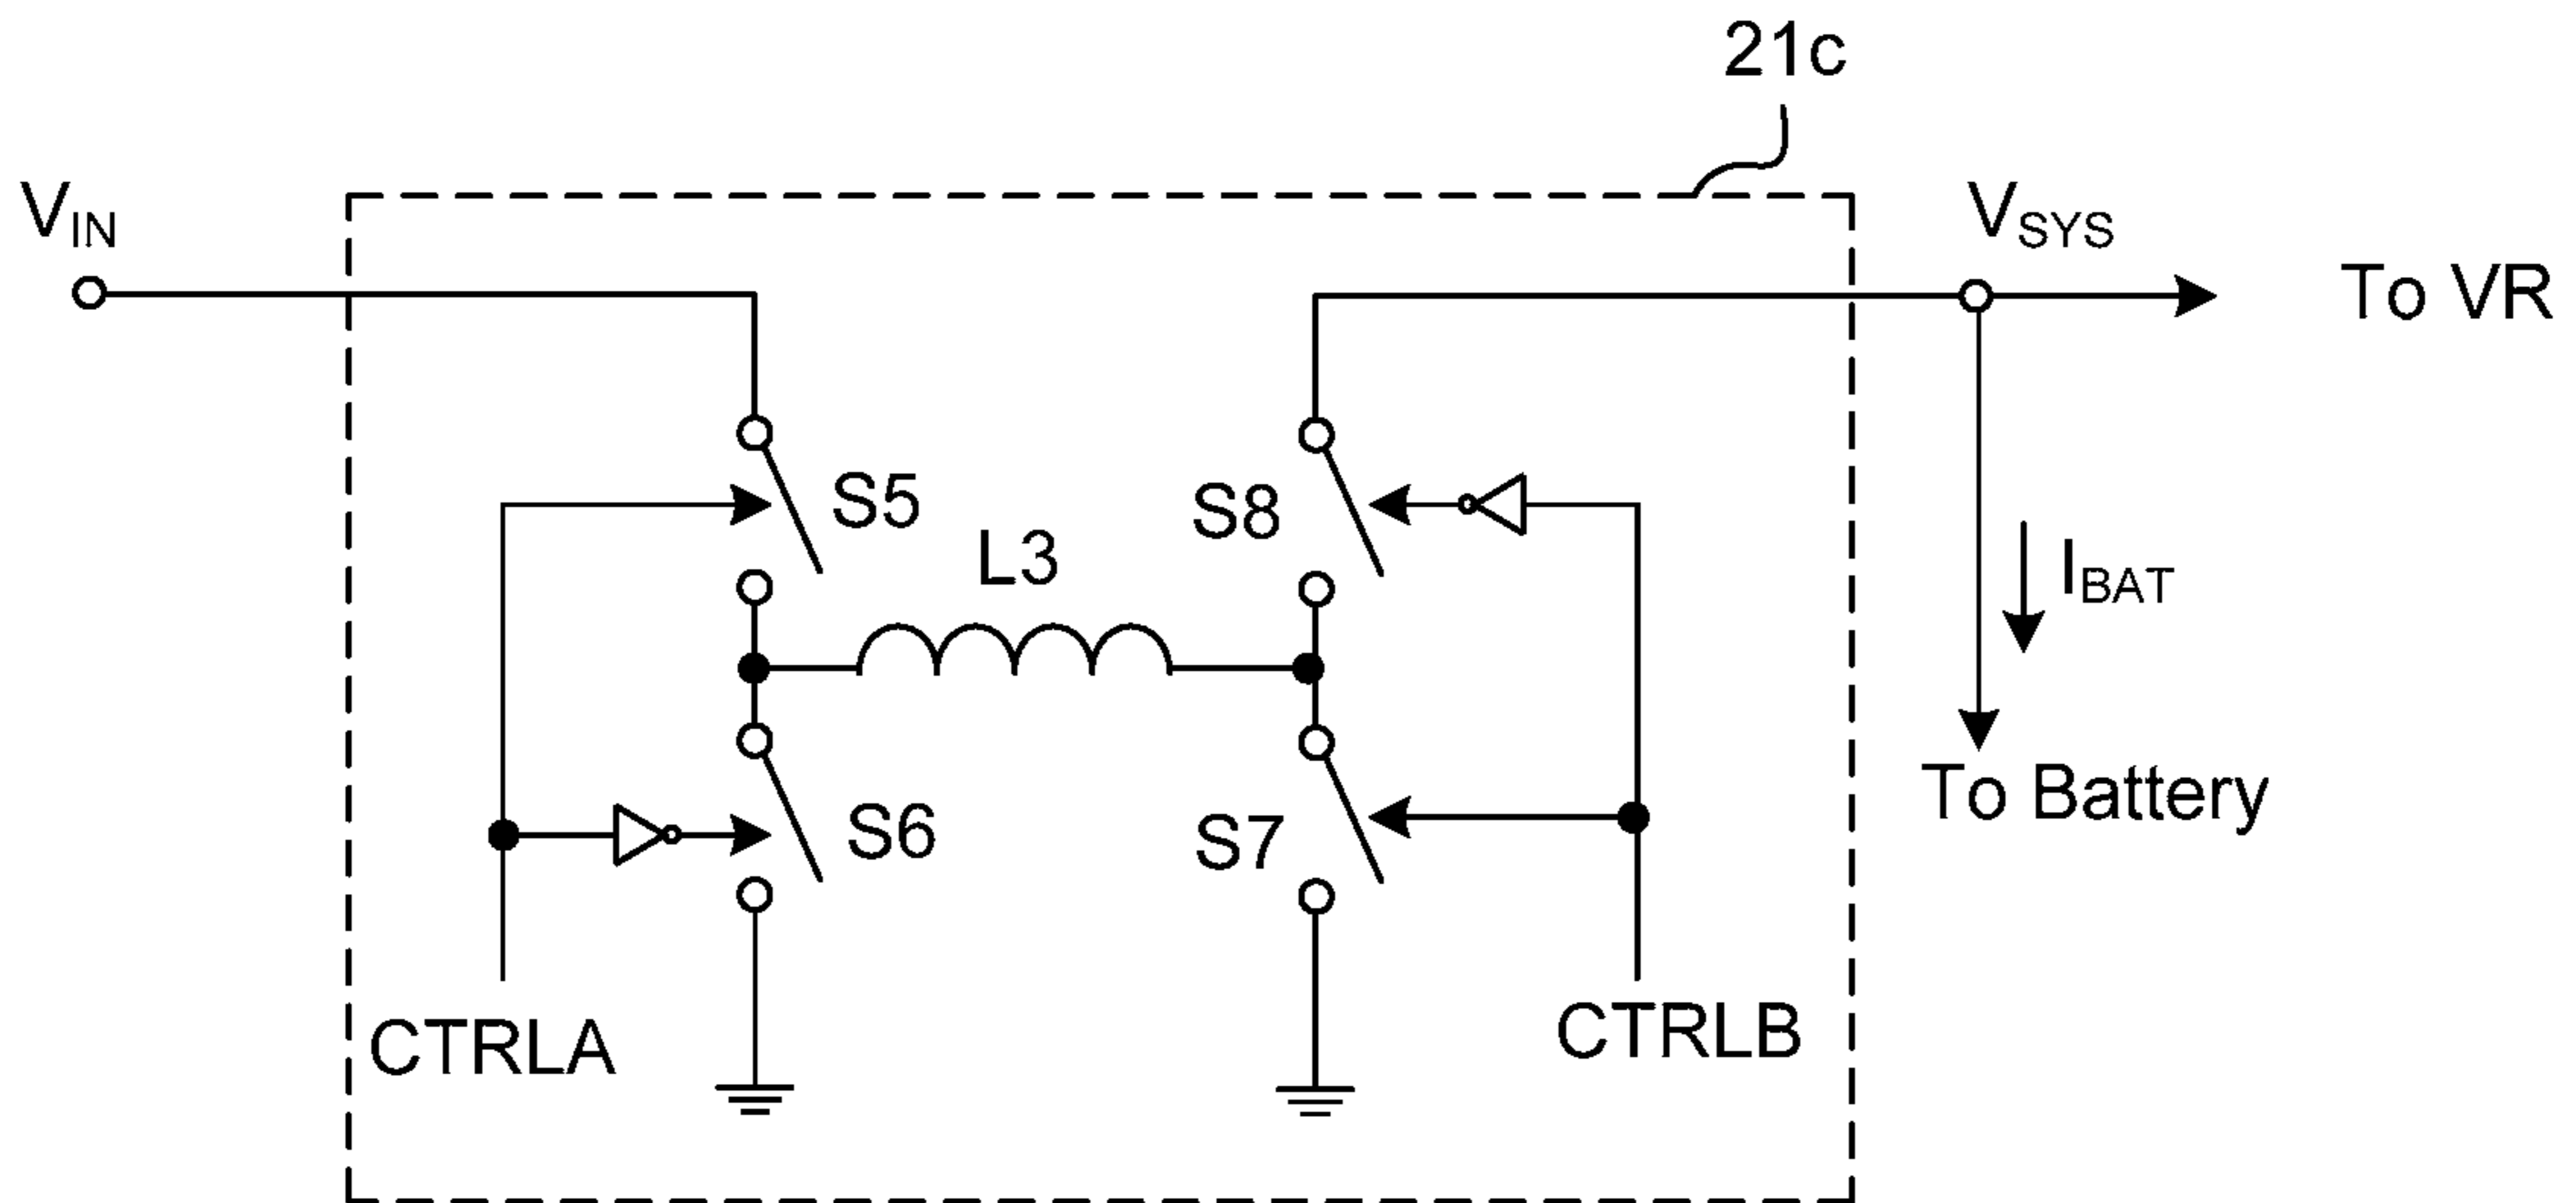 21c
VIN
VSYS
To VR
S5
S8
L3
IBAT
To Battery
S6
S7
CTRLA
CTRLB